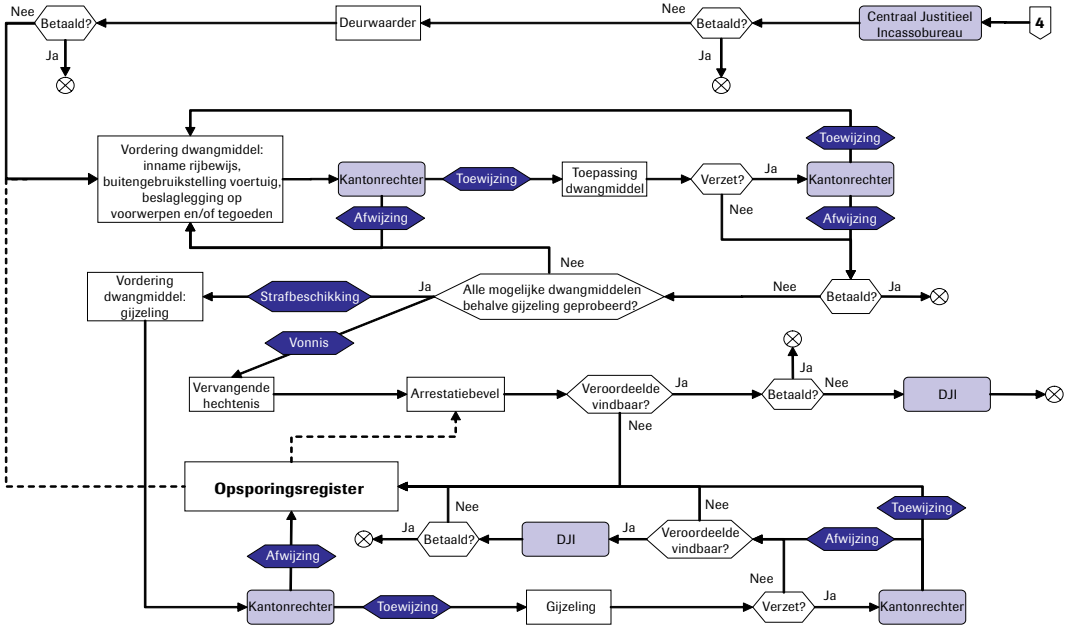 Nee
Betaald?
Ja
Deurwaarder
Nee
Betaald?
Ja
Centraal Justitieel
Incassobureau
4
Vordering dwangmiddel:
inname rijbewijs,
buitengebruikstelling voertuig,
beslaglegging op
voorwerpen en/of tegoeden
Kantonrechter
Afwijzing
Toewijzing
Toepassing
dwangmiddel
Verzet?
Ja
Nee
Toewijzing
Kantonrechter
Afwijzing
Vordering
dwangmiddel:
gijzeling
Strafbeschikking
Ja
Nee
Alle mogelijke dwangmiddelen
behalve gijzeling geprobeerd?
Nee
Betaald?
Ja
Vonnis
Vervangende
hechtenis
Arrestatiebevel
Veroordeelde
vindbaar?
Ja
Nee
Ja
Betaald?
Nee
DJI
Opsporingsregister
Nee
Nee
Toewijzing
Ja
Betaald?
DJI
Ja
Veroordeelde
vindbaar?
Afwijzing
Afwijzing
Nee
Kantonrechter
Toewijzing
Gijzeling
Verzet?
Ja
Kantonrechter